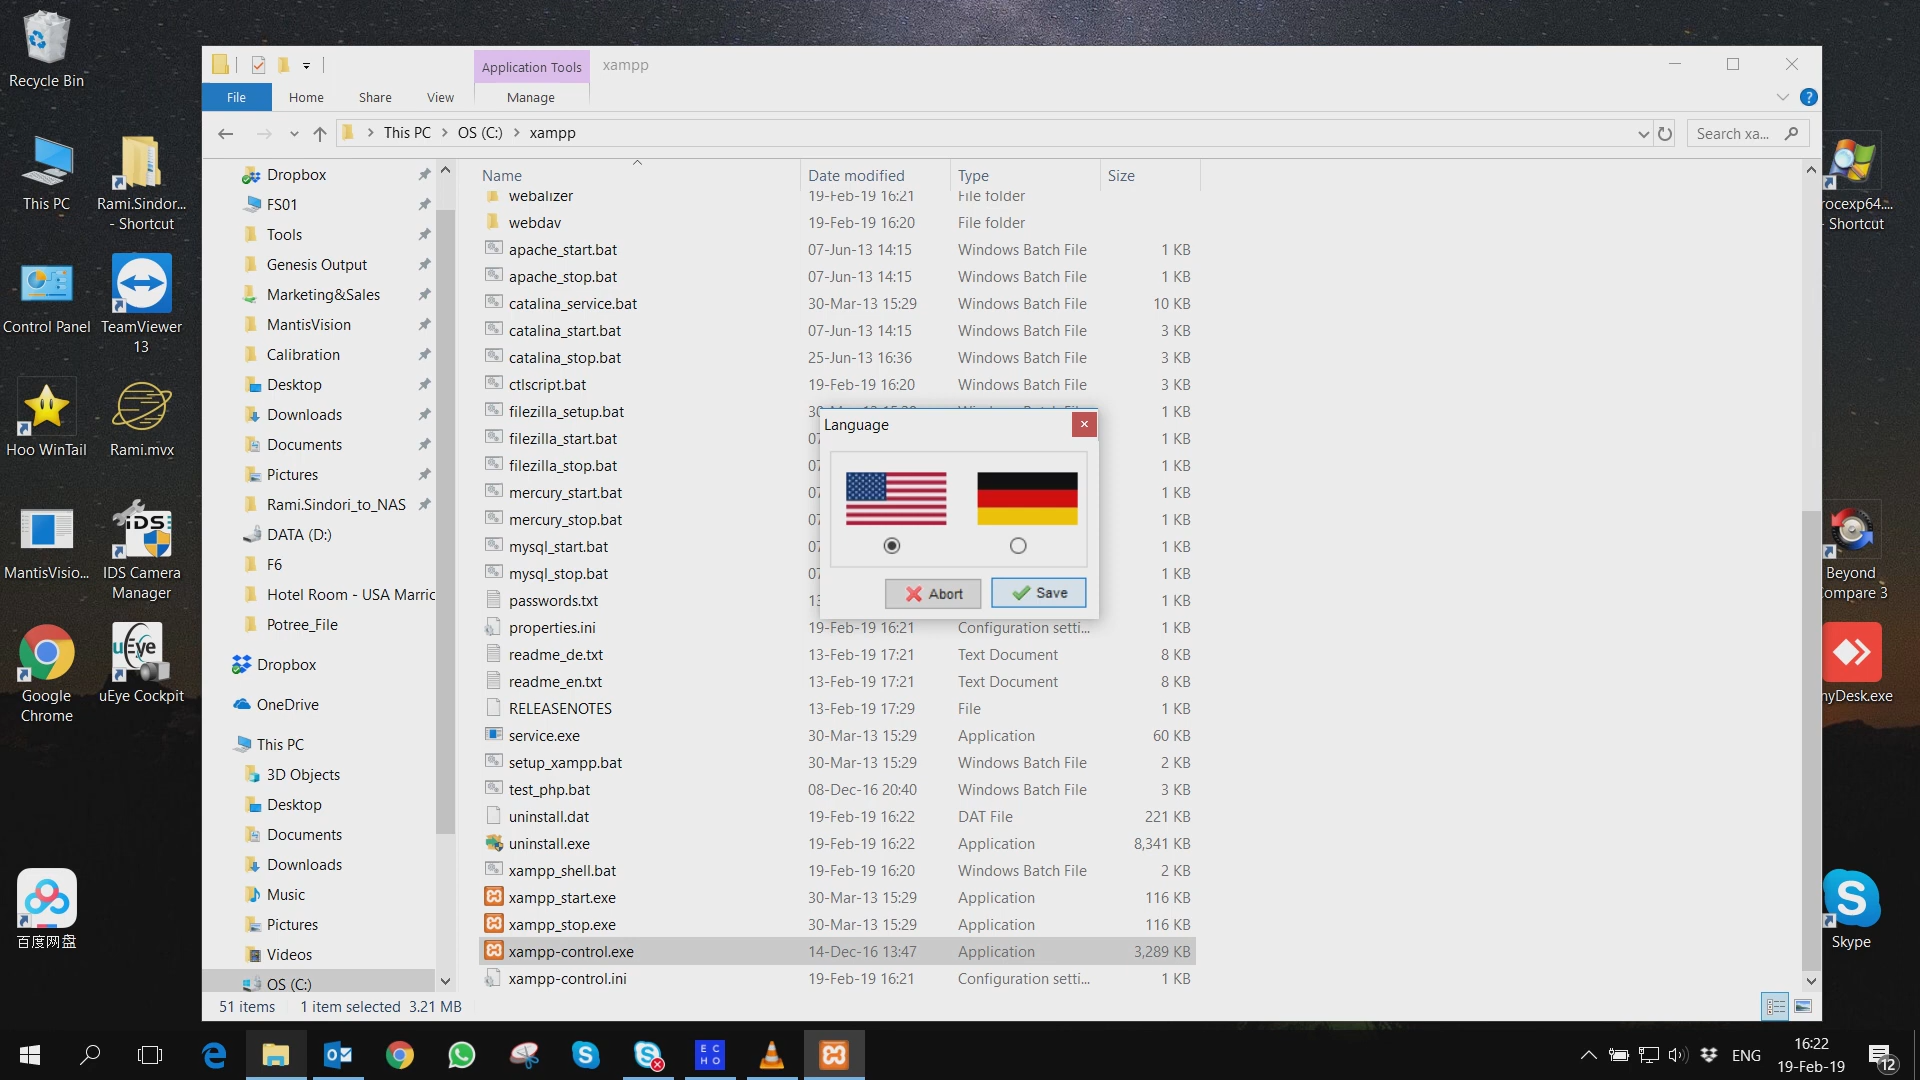 Recycle Bin
This PC
Rami.Sindor...
- Shortcut
Control Panel
TeamViewer
13
Hoo WinTail
Rami.mvx
MantisVisio...
IDS Camera
Manager
Google
Chrome
uEye Cockpit
百度网盘
rocexp64....
- Shortcut
Beyond
ompare 3
nyDesk.exe
Skype
Application Tools
xampp
File
Home
Share
View
Manage
This PC
OS (C:)
xampp
Search xa...
Dropbox
FS01
Tools
Genesis Output
Marketing&Sales
MantisVision
Calibration
Desktop
Downloads
Documents
Pictures
Rami.Sindori_to_NAS
DATA (D:)
F6
Hotel Room - USA Marric
Potree_File
Dropbox
OneDrive
This PC
3D Objects
Desktop
Documents
Downloads
Music
Pictures
Videos
OS (C:)
Name Date modified Type Size
webalizer 19-Feb-19 16:21 File folder
webdav 19-Feb-19 16:20 File folder
apache_start.bat 07-Jun-13 14:15 Windows Batch File 1 KB
apache_stop.bat 07-Jun-13 14:15 Windows Batch File 1 KB
catalina_service.bat 30-Mar-13 15:29 Windows Batch File 10 KB
catalina_start.bat 07-Jun-13 14:15 Windows Batch File 3 KB
catalina_stop.bat 25-Jun-13 16:36 Windows Batch File 3 KB
ctlscript.bat 19-Feb-19 16:20 Windows Batch File 3 KB
filezilla_setup.bat 1 KB
filezilla_start.bat 07 1 KB
filezilla_stop.bat 07 1 KB
mercury_start.bat 07 1 KB
mercury_stop.bat 07 1 KB
mysql_start.bat 07 1 KB
mysql_stop.bat 07 1 KB
passwords.txt 13 1 KB
properties.ini 19-Feb-19 16:21 Configuration setti... 1 KB
readme_de.txt 13-Feb-19 17:21 Text Document 8 KB
readme_en.txt 13-Feb-19 17:21 Text Document 8 KB
RELEASENOTES 13-Feb-19 17:29 File 1 KB
service.exe 30-Mar-13 15:29 Application 60 KB
setup_xampp.bat 30-Mar-13 15:29 Windows Batch File 2 KB
test_php.bat 08-Dec-16 20:40 Windows Batch File 3 KB
uninstall.dat 19-Feb-19 16:22 DAT File 221 KB
uninstall.exe 19-Feb-19 16:22 Application 8,341 KB
xampp_shell.bat 19-Feb-19 16:20 Windows Batch File 2 KB
xampp_start.exe 30-Mar-13 15:29 Application 116 KB
xampp_stop.exe 30-Mar-13 15:29 Application 116 KB
xampp-control.exe 14-Dec-16 13:47 Application 3,289 KB
xampp-control.ini 19-Feb-19 16:21 Configuration setti... 1 KB
Language
Abort
Save
51 items 1 item selected 3.21 MB
E C
H O
ENG
16:22
19-Feb-19
12